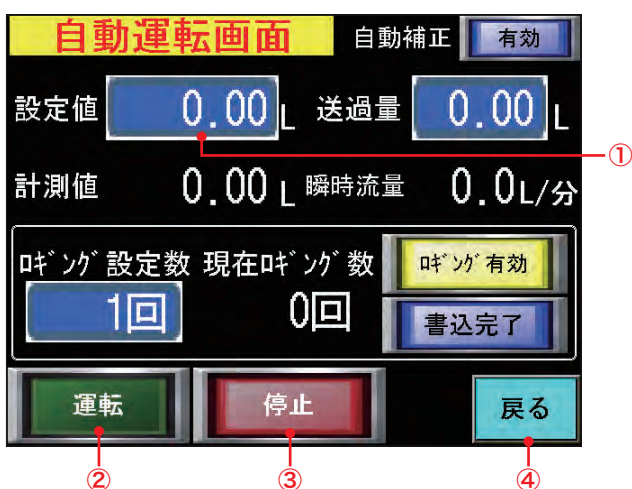 自動運転画面 自動補正 有効
設定値 0.00 L 送過量 0.00 L
①
計測値 0.00 L 瞬時流量 0.0L/分
ﾛｷﾞﾝｸﾞ設定数 現在ﾛｷﾞﾝｸﾞ数 ﾛｷﾞﾝｸﾞ有効
1回 0回 書込完了
運転 停止 戻る
② ③ ④